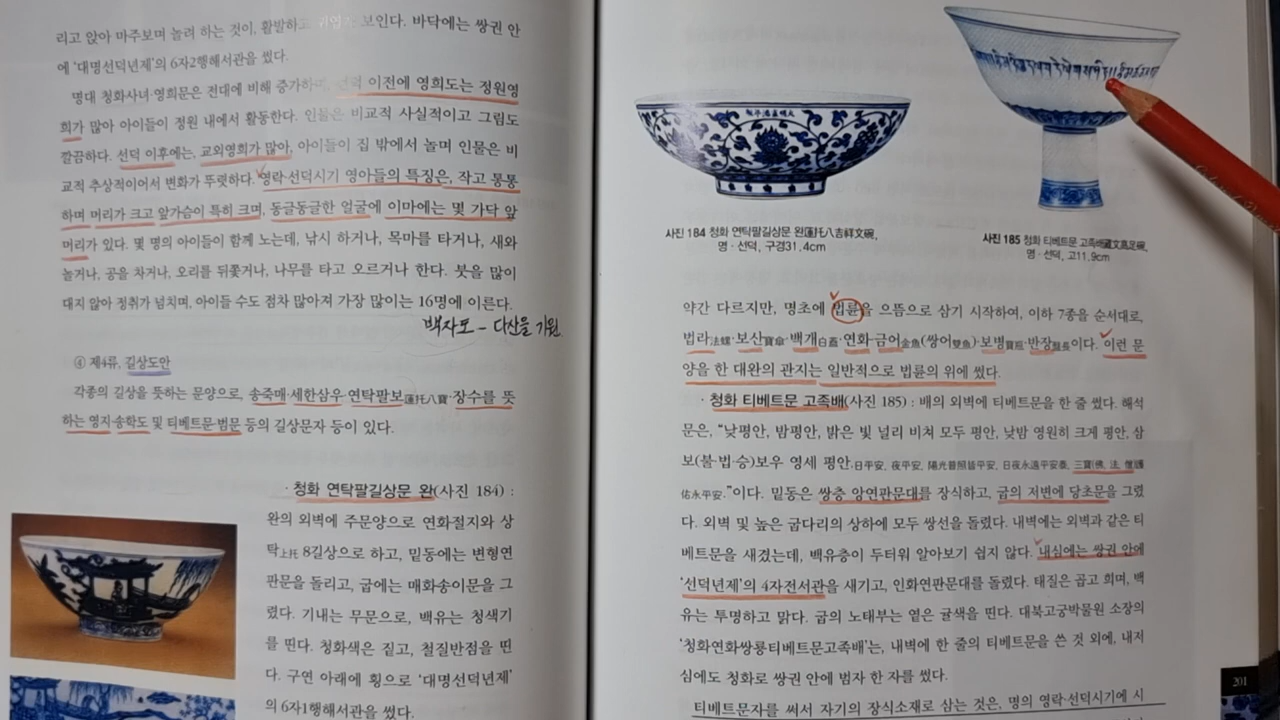 리고 앉아 마주보며 놀려 하는 것이, 활발하고 보인다. 바닥에는 쌍권 안
에 '대명선덕년제'의 6자2행해서관을 썼다.
명대 청화사녀·영희문은 전대에 비해 증가하며, 선덕 이전에 영희도는 정원영
희가 많아 아이들이 정원 내에서 활동한다. 인물은 비교적 사실적이고 그림도
깔끔하다. 선덕 이후에는, 교외영희가 많아, 아이들이 집 밖에서 놀며 인물은 비
교적 추상적이어서 변화가 뚜렷하다. 영락·선덕시기 영아들의 특징은, 작고 통통
하며 머리가 크고 앞가슴이 특히 크며, 동글동글한 얼굴에 이마에는 몇 가닥 앞
머리가 있다. 몇 명의 아이들이 함께 노는데, 낚시 하거나, 목마를 타거나, 새와
놀거나, 공을 차거나, 오리를 뒤쫓거나, 나무를 타고 오르거나 한다. 붓을 많이
대지 않아 정취가 넘치며, 아이들 수도 점차 많아져 가장 많이는 16명에 이른다.
백자도 - 다산을 기원.
④ 제4류, 길상도안
각종의 길상을 뜻하는 문양으로, 송죽매·세한삼우·연탁팔보蓮托八寶·장수를 뜻
하는 영지·송학도 및 티베트문·범문 등의 길상문자 등이 있다.
· 청화 연탁팔길상문 완(사진 184) :
완의 외벽에 주문양으로 연화절지와 상
탁上托 8길상으로 하고, 밑동에는 변형연
판문을 돌리고, 굽에는 매화송이문을 그
렸다. 기내는 무문으로, 백유는 청색기
를 띤다. 청화색은 짙고, 철질반점을 띤
다. 구연 아래에 횡으로 '대명선덕년제'
의 6자1행해서관을 썼다.
사진 184 청화 연탁팔길상문 완蓮托八吉祥文碗,
명 · 선덕, 구경31.4cm
사진 185 청화 티베트문 고족배藏文高足碗,
명 · 선덕, 고11.9cm
약간 다르지만, 명초에 법륜을 으뜸으로 삼기 시작하여, 이하 7종을 순서대로,
법라法螺·보산寶傘·백개白蓋·연화·금어金魚(쌍어雙魚)·보병寶甁·반장盤長이다. 이런 문
양을 한 대완의 관지는 일반적으로 법륜의 위에 썼다.
· 청화 티베트문 고족배(사진 185) : 배의 외벽에 티베트문을 한 줄 썼다. 해석
문은, "낮평안, 밤평안, 밝은 빛 널리 비쳐 모두 평안, 낮밤 영원히 크게 평안, 삼
보(불·법·승)보우 영세 평안.日平安, 夜平安, 陽光普照皆平安, 日夜永遠平安泰, 三寶(佛, 法, 僧)護
佑永平安."이다. 밑동은 쌍층 앙연판문대를 장식하고, 굽의 저변에 당초문을 그렸
다. 외벽 및 높은 굽다리의 상하에 모두 쌍선을 돌렸다. 내벽에는 외벽과 같은 티
베트문을 새겼는데, 백유층이 두터워 알아보기 쉽지 않다. 내심에는 쌍권 안에
'선덕년제'의 4자전서관을 새기고, 인화연판문대를 돌렸다. 태질은 곱고 희며, 백
유는 투명하고 맑다. 굽의 노태부는 옅은 귤색을 띤다. 대북고궁박물원 소장의
'청화연화쌍룡티베트문고족배'는, 내벽에 한 줄의 티베트문을 쓴 것 외에, 내저
심에도 청화로 쌍권 안에 범자 한 자를 썼다.
티베트문자를 써서 자기의 장식소재로 삼는 것은, 명의 영락·선덕시기에 시
201